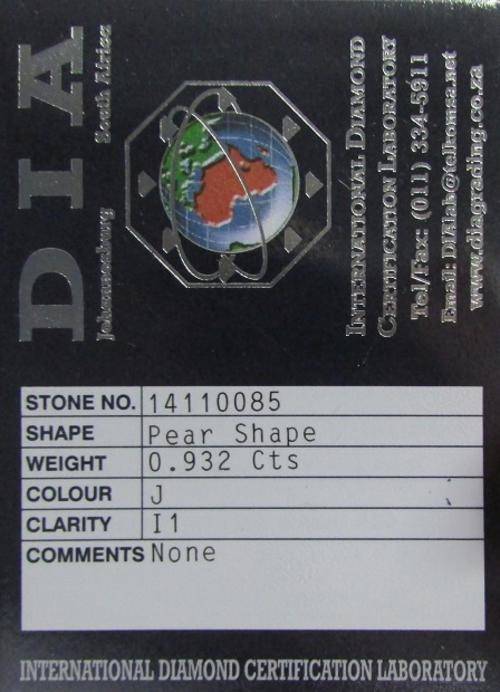 DIA
Johannesburg South Africa
INTERNATIONAL DIAMOND
CERTIFICATION LABORATORY
Tel/Fax: (011) 334-5911
Email: DIAlab@telkomsa.net
www.diagrading.co.za
STONE NO. 14110085
SHAPE Pear Shape
WEIGHT 0.932 Cts
COLOUR J
CLARITY I1
COMMENTS None
INTERNATIONAL DIAMOND CERTIFICATION LABORATORY